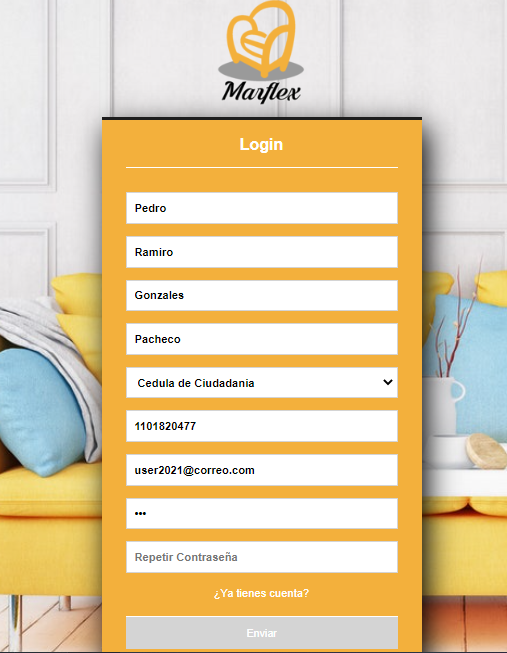 Marflex
Login
Pedro
Ramiro
Gonzales
Pacheco
Cedula de Ciudadania
1101820477
user2021@correo.com
•••
Repetir Contraseña
¿Ya tienes cuenta?
Enviar